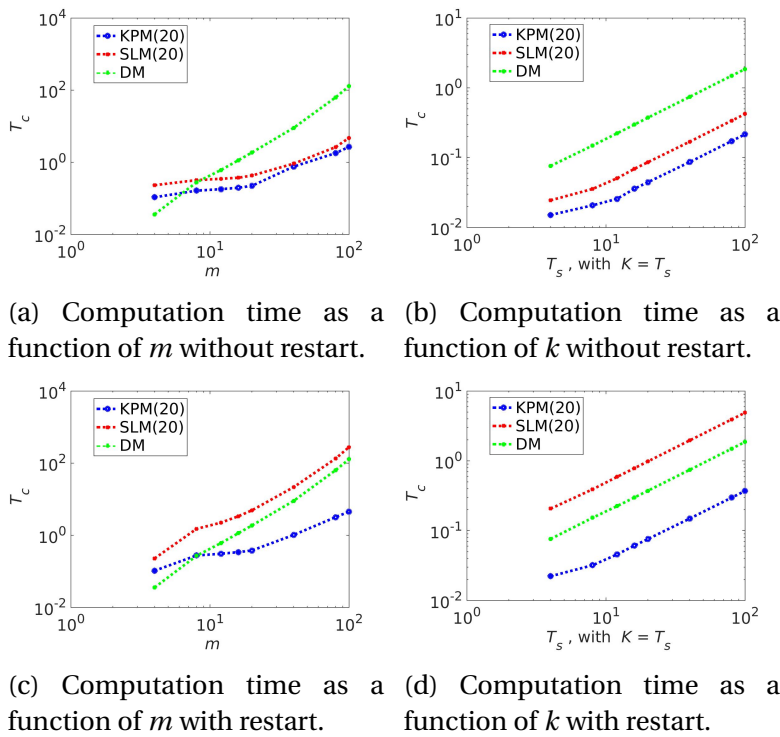 10^4
KPM(20)
SLM(20)
DM
10^2
T_c
10^0
10^-2
10^0
10^1
10^2
m
10^1
KPM(20)
SLM(20)
DM
10^0
T_c
10^-1
10^-2
10^0
10^1
10^2
T_s , with K = T_s
(a) Computation time as a
function of m without restart.
(b) Computation time as a
function of k without restart.
10^4
KPM(20)
SLM(20)
DM
10^2
T_c
10^0
10^-2
10^0
10^1
10^2
m
10^1
KPM(20)
SLM(20)
DM
10^0
T_c
10^-1
10^-2
10^0
10^1
10^2
T_s , with K = T_s
(c) Computation time as a
function of m with restart.
(d) Computation time as a
function of k with restart.